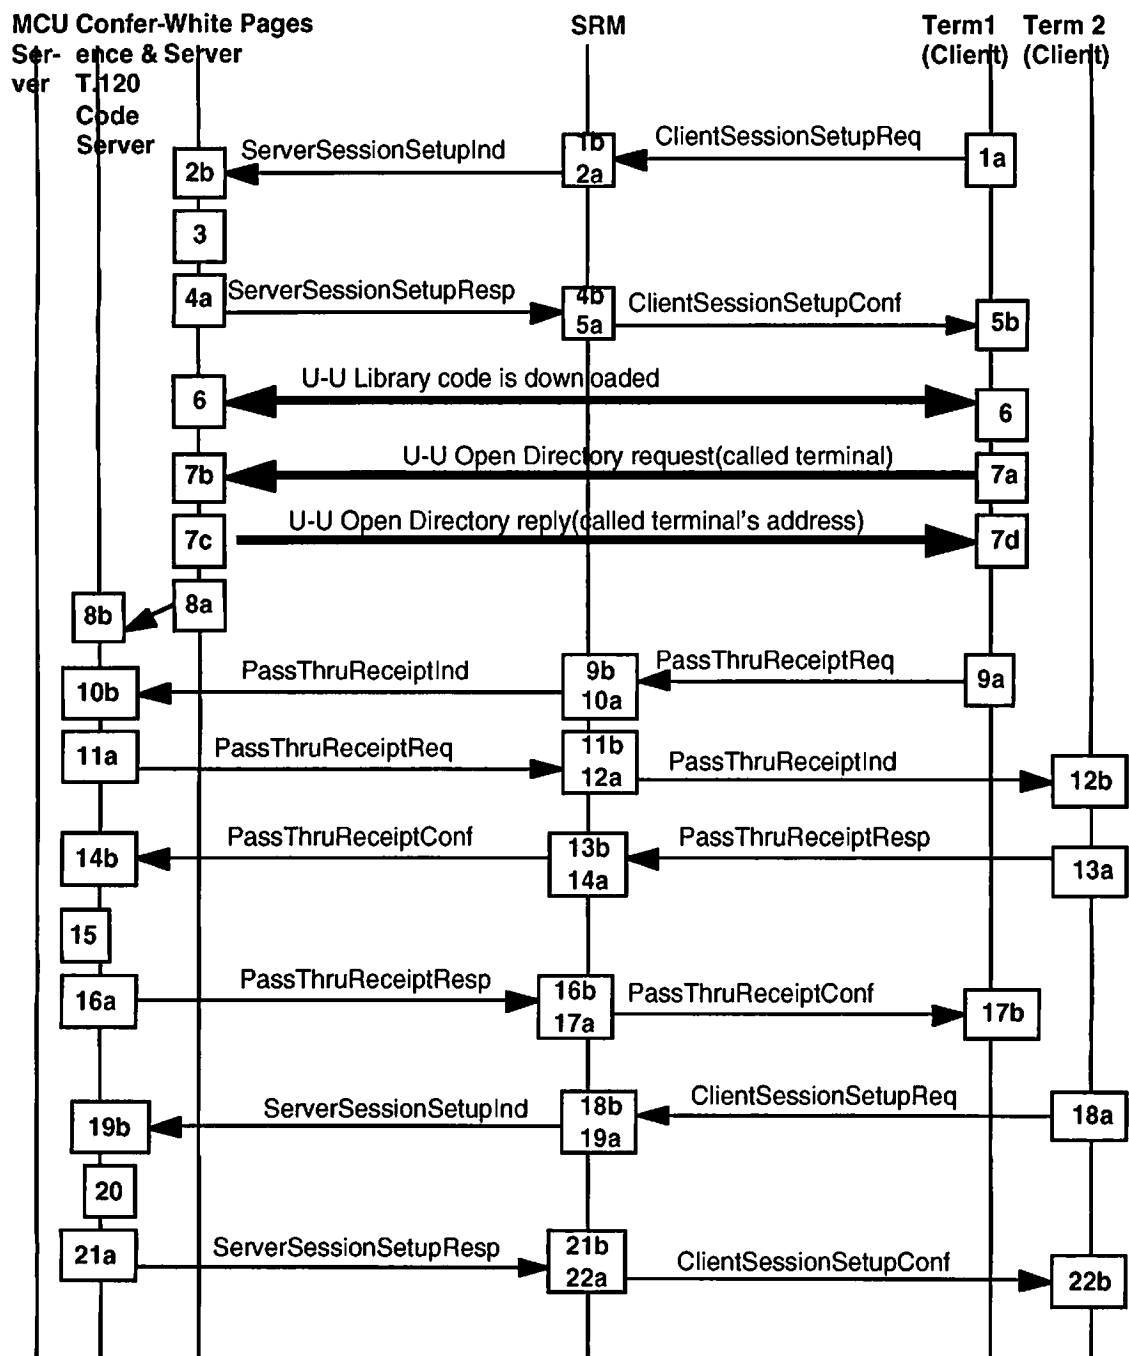 MCU Confer-White Pages SRM Term1 Term 2
Ser- ence & Server (Client) (Client)
ver T.120
Code
Server
ServerSessionSetupInd 1b ClientSessionSetupReq
2b 2a 1a
3
4a ServerSessionSetupResp 4b ClientSessionSetupConf
5a 5b
U-U Library code is downloaded
6 6
U-U Open Directory request(called terminal)
7b 7a
U-U Open Directory reply(called terminal's address)
7c 7d
8b 8a
PassThruReceiptInd 9b PassThruReceiptReq 9a
10b 10a
11a PassThruReceiptReq 11b PassThruReceiptInd
12a 12b
14b PassThruReceiptConf 13b PassThruReceiptResp
14a 13a
15
16a PassThruReceiptResp 16b PassThruReceiptConf
17a 17b
19b ServerSessionSetupInd 18b ClientSessionSetupReq 18a
19a
20
21a ServerSessionSetupResp 21b ClientSessionSetupConf
22a 22b